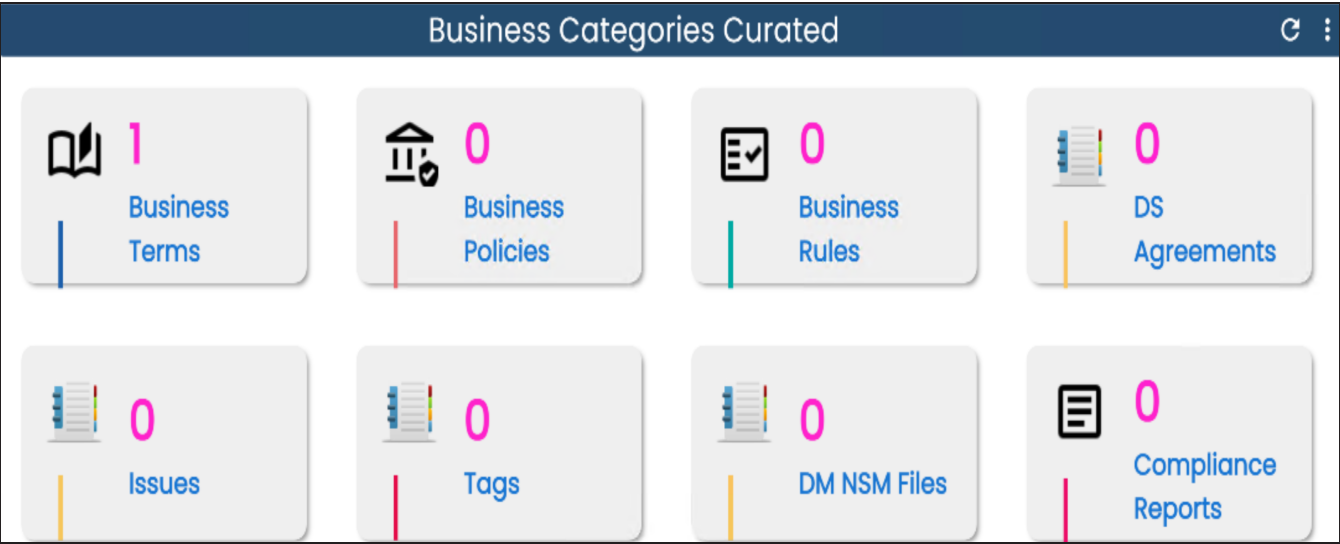 Business Categories Curated
1
Business
Terms
0
Business
Policies
0
Business
Rules
0
DS
Agreements
0
Issues
0
Tags
0
DM NSM Files
0
Compliance
Reports